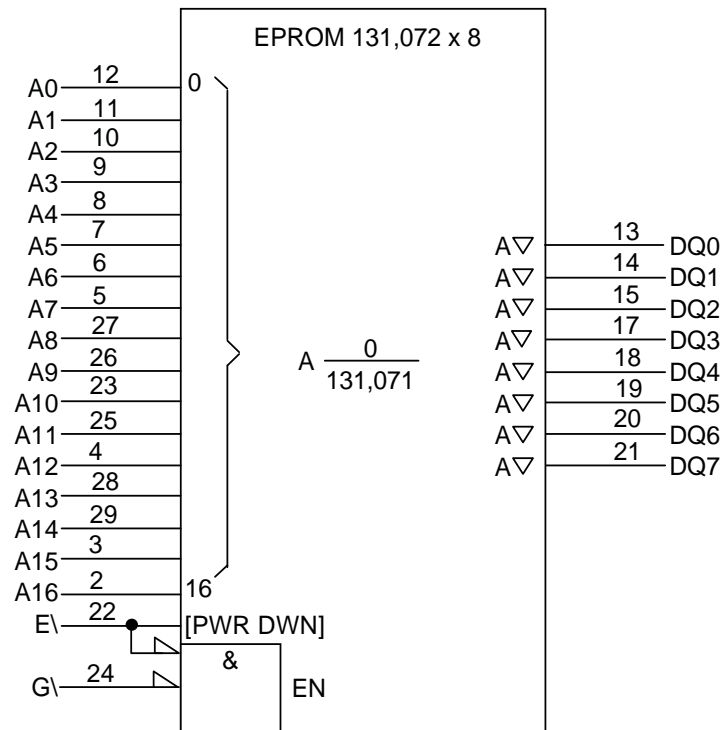 EPROM 131,072 x 8
A0 12 0
A1 11
A2 10
A3 9
A4 8
A5 7 A 13 DQ0
A6 6 A 14 DQ1
A7 5 A 15 DQ2
A8 27 A 17 DQ3
A9 26 A 0 A 18 DQ4
131,071
A10 23 A 19 DQ5
A11 25 A 20 DQ6
A12 4 A 21 DQ7
A13 28
A14 29
A15 3
A16 2 16
E\ 22 [PWR DWN]
&
G\ 24 EN